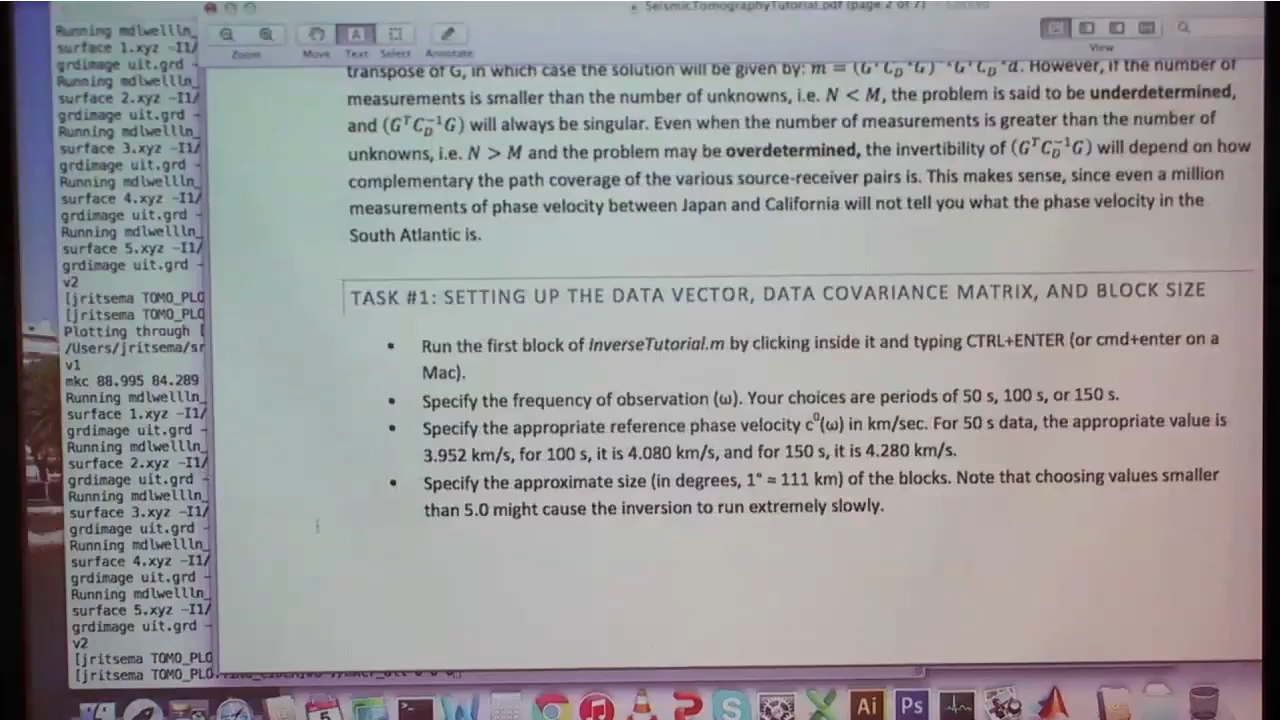 SeismicTomographyTutorial.pdf (page 2 of 7)
Zoom Move Text Select Annotate View
Running mdlwellln_
surface 1.xyz -I1/
grdimage uit.grd -
Running mdlwellln_
surface 2.xyz -I1/
grdimage uit.grd -
Running mdlwellln_
surface 3.xyz -I1/
grdimage uit.grd -
Running mdlwellln_
surface 4.xyz -I1/
grdimage uit.grd -
Running mdlwellln_
surface 5.xyz -I1/
grdimage uit.grd -
v2
[jritsema TOMO_PLO
[jritsema TOMO_PLO
Plotting through [
/Users/jritsema/sr
v1
mkc 88.995 84.289
Running mdlwellln_
surface 1.xyz -I1/
grdimage uit.grd -
Running mdlwellln_
surface 2.xyz -I1/
grdimage uit.grd -
Running mdlwellln_
surface 3.xyz -I1/
grdimage uit.grd -
Running mdlwellln_
surface 4.xyz -I1/
grdimage uit.grd -
Running mdlwellln_
surface 5.xyz -I1/
grdimage uit.grd -
v2
[jritsema TOMO_PLO
[jritsema TOMO_PLO
transpose of G, in which case the solution will be given by: m = (GᵀC_D⁻¹G)⁻¹GᵀC_D⁻¹d. However, if the number of
measurements is smaller than the number of unknowns, i.e. N < M, the problem is said to be underdetermined,
and (GᵀC_D⁻¹G) will always be singular. Even when the number of measurements is greater than the number of
unknowns, i.e. N > M and the problem may be overdetermined, the invertibility of (GᵀC_D⁻¹G) will depend on how
complementary the path coverage of the various source-receiver pairs is. This makes sense, since even a million
measurements of phase velocity between Japan and California will not tell you what the phase velocity in the
South Atlantic is.
TASK #1: SETTING UP THE DATA VECTOR, DATA COVARIANCE MATRIX, AND BLOCK SIZE
• Run the first block of InverseTutorial.m by clicking inside it and typing CTRL+ENTER (or cmd+enter on a
Mac).
• Specify the frequency of observation (ω). Your choices are periods of 50 s, 100 s, or 150 s.
• Specify the appropriate reference phase velocity c⁰(ω) in km/sec. For 50 s data, the appropriate value is
3.952 km/s, for 100 s, it is 4.080 km/s, and for 150 s, it is 4.280 km/s.
• Specify the approximate size (in degrees, 1° ≈ 111 km) of the blocks. Note that choosing values smaller
than 5.0 might cause the inversion to run extremely slowly.
Ai Ps